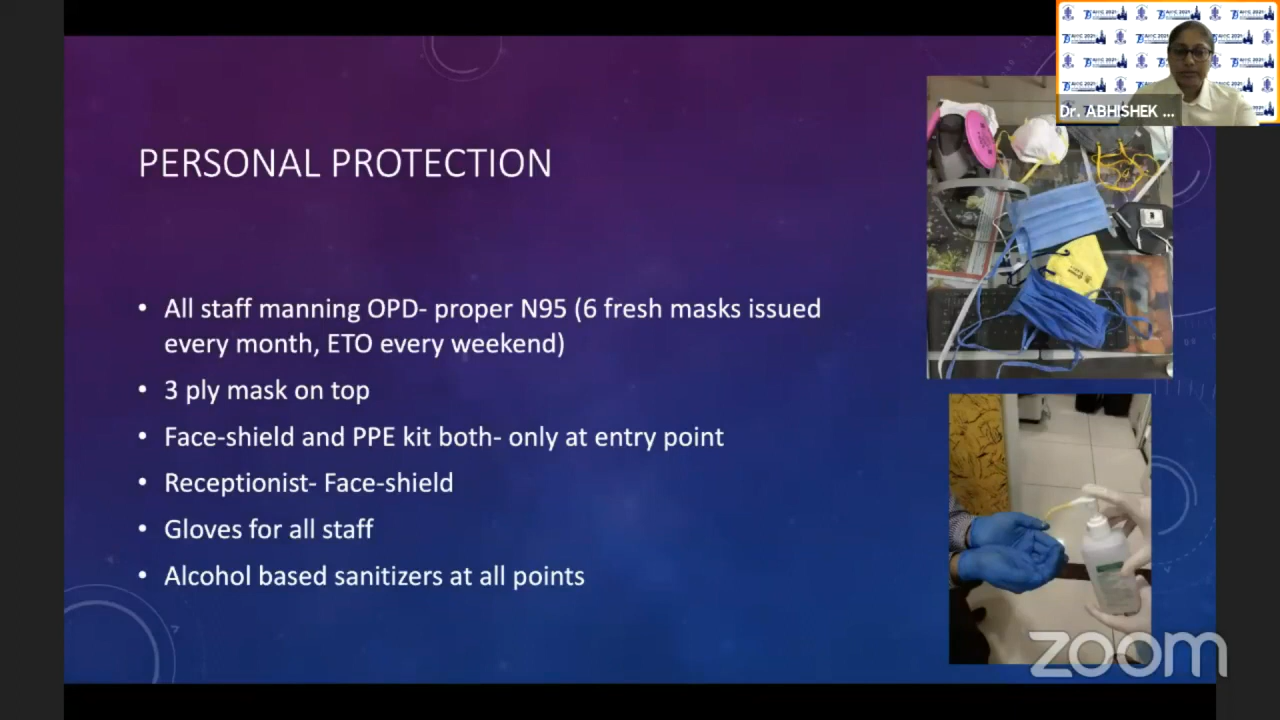 Dr. ABHISHEK ...
PERSONAL PROTECTION
• All staff manning OPD- proper N95 (6 fresh masks issued
every month, ETO every weekend)
• 3 ply mask on top
• Face-shield and PPE kit both- only at entry point
• Receptionist- Face-shield
• Gloves for all staff
• Alcohol based sanitizers at all points
zoom